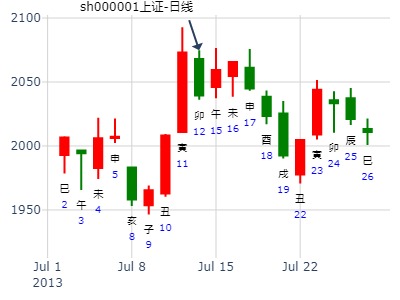 sh000001上证-日线
2100
2050
2000
1950
巳
2
午
3
未
4
申
5
亥
8
子
9
丑
10
寅
11
卯
12
午
15
未
16
申
17
酉
18
戌
19
丑
22
寅
23
卯
24
辰
25
巳
26
Jul 1
2013
Jul 8
Jul 15
Jul 22